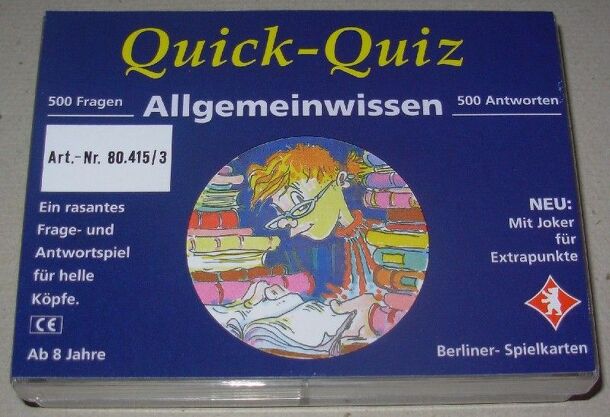 Quick-Quiz
500 Fragen
Allgemeinwissen
500 Antworten
Art.-Nr. 80.415/3
Ein rasantes
Frage- und
Antwortspiel
für helle
Köpfe.
CE
Ab 8 Jahre
NEU:
Mit Joker
für
Extrapunkte
Berliner- Spielkarten